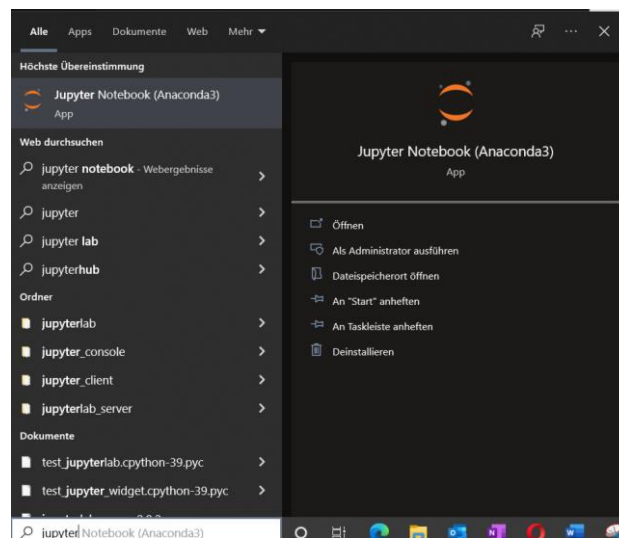 Alle Apps Dokumente Web Mehr
Höchste Übereinstimmung
Jupyter Notebook (Anaconda3)
App
Web durchsuchen
jupyter notebook - Webergebnisse
anzeigen
jupyter
jupyter lab
jupyterhub
Ordner
jupyterlab
jupyter_console
jupyter_client
jupyterlab_server
Dokumente
test_jupyterlab.cpython-39.pyc
test_jupyter_widget.cpython-39.pyc
jupyter Notebook (Anaconda3)
Jupyter Notebook (Anaconda3)
App
Öffnen
Als Administrator ausführen
Dateispeicherort öffnen
An "Start" anheften
An Taskleiste anheften
Deinstallieren